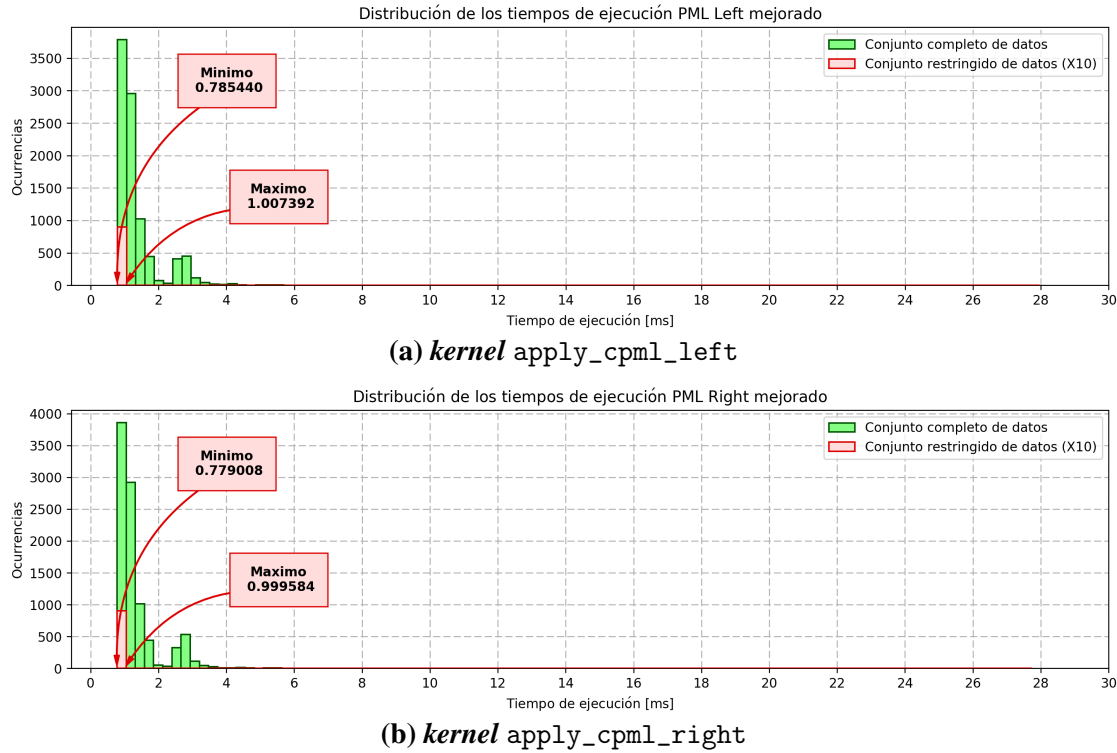 Distribución de los tiempos de ejecución PML Left mejorado
Conjunto completo de datos
Conjunto restringido de datos (X10)
Minimo
0.785440
Maximo
1.007392
Ocurrencias
3500
3000
2500
2000
1500
1000
500
0
0 2 4 6 8 10 12 14 16 18 20 22 24 26 28 30
Tiempo de ejecución [ms]
(a) kernel apply_cpml_left
Distribución de los tiempos de ejecución PML Right mejorado
Conjunto completo de datos
Conjunto restringido de datos (X10)
Minimo
0.779008
Maximo
0.999584
Ocurrencias
4000
3500
3000
2500
2000
1500
1000
500
0
0 2 4 6 8 10 12 14 16 18 20 22 24 26 28 30
Tiempo de ejecución [ms]
(b) kernel apply_cpml_right